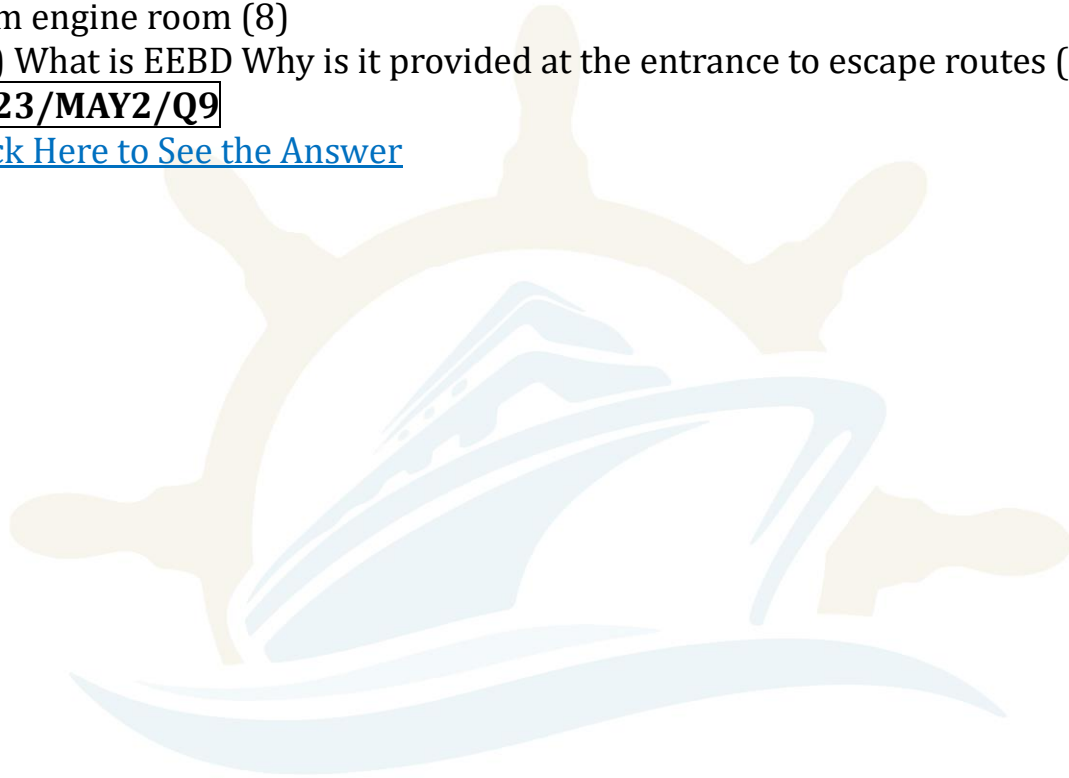 m engine room (8)
) What is EEBD Why is it provided at the entrance to escape routes (
23/MAY2/Q9
ck Here to See the Answer